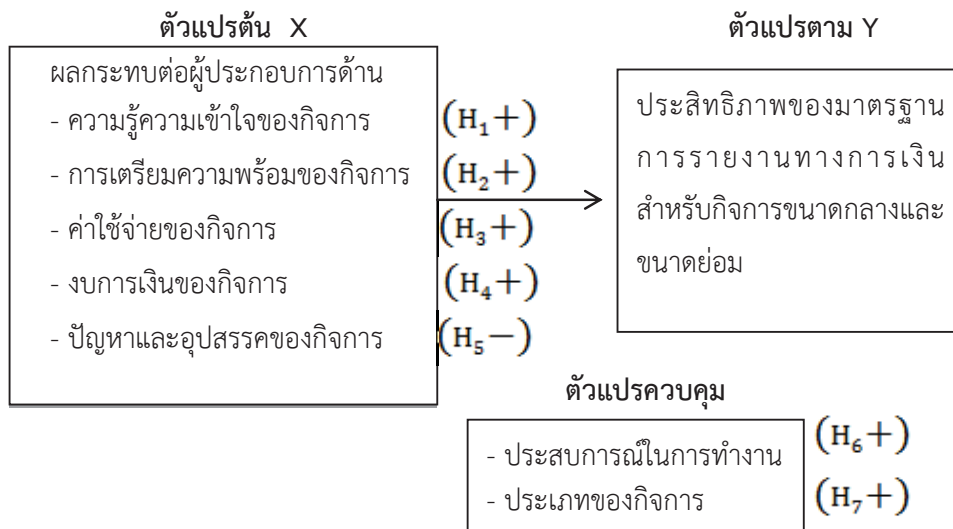 ตัวแปรต้น X
ผลกระทบต่อผู้ประกอบการด้าน
- ความรู้ความเข้าใจของกิจการ (H₁+)
- การเตรียมความพร้อมของกิจการ (H₂+)
- ค่าใช้จ่ายของกิจการ (H₃+)
- งบการเงินของกิจการ (H₄+)
- ปัญหาและอุปสรรคของกิจการ (H₅−)
ตัวแปรตาม Y
ประสิทธิภาพของมาตรฐาน
การรายงานทางการเงิน
สำหรับกิจการขนาดกลางและ
ขนาดย่อม
ตัวแปรควบคุม
- ประสบการณ์ในการทำงาน (H₆+)
- ประเภทของกิจการ (H₇+)